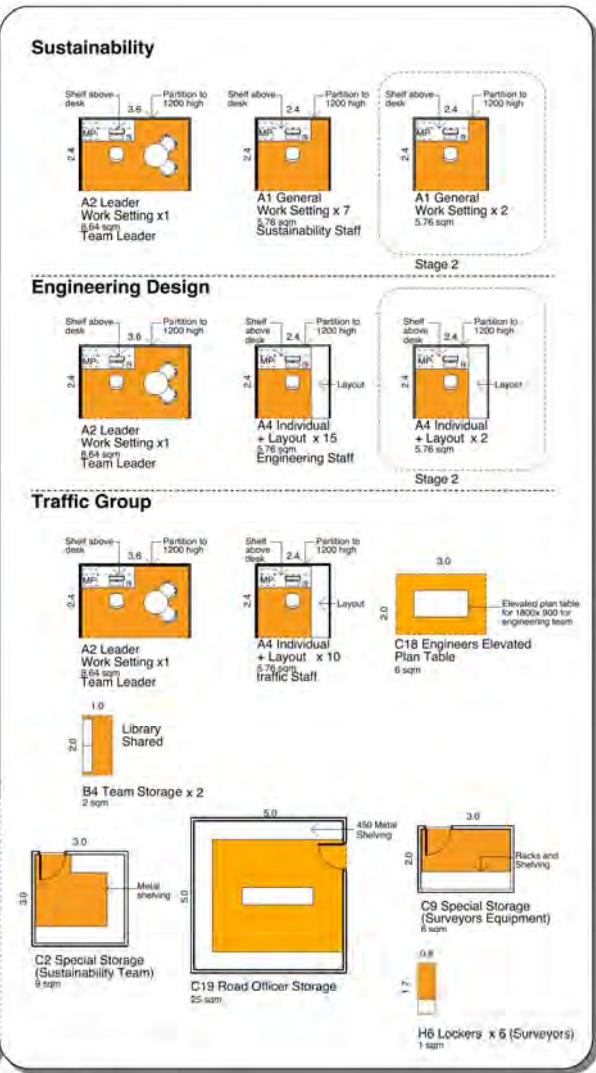 Sustainability
Shelf above desk
3.6
Partition to 1200 high
2.4
MP
A2 Leader
Work Setting x1
8.64 sqm
Team Leader
Shelf above desk
2.4
Partition to 1200 high
2.4
MP
A1 General
Work Setting x 7
5.76 sqm
Sustainability Staff
Shelf above desk
2.4
Partition to 1200 high
2.4
MP
A1 General
Work Setting x 2
5.76 sqm
Stage 2
Engineering Design
Shelf above desk
3.6
Partition to 1200 high
2.4
MP
A2 Leader
Work Setting x1
8.64 sqm
Team Leader
Shelf
above
desk
2.4
Partition to
1200 high
2.4
MP
Layout
A4 Individual
+ Layout x 15
5.76 sqm
Engineering Staff
Shelf
above
desk
2.4
Partition to
1200 high
2.4
MP
Layout
A4 Individual
+ Layout x 2
5.76 sqm
Stage 2
Traffic Group
Shelf above
desk
3.6
Partition to
1200 high
2.4
MP
A2 Leader
Work Setting x1
8.64 sqm
Team Leader
Shelf
above
desk
2.4
Partition to
1200 high
2.4
MP
Layout
A4 Individual
+ Layout x 10
5.76 sqm
traffic Staff
3.0
2.0
Elevated plan table
for 1800x 900 for
engineering team
C18 Engineers Elevated
Plan Table
6 sqm
1.0
2.0
Library
Shared
B4 Team Storage x 2
2 sqm
3.0
3.0
Metal
shelving
C2 Special Storage
(Sustainability Team)
9 sqm
5.0
5.0
450 Metal
Shelving
C19 Road Officer Storage
25 sqm
3.0
2.0
Racks and
Shelving
C9 Special Storage
(Surveyors Equipment)
6 sqm
0.8
1.7
H6 Lockers x 6 (Surveyors)
1 sqm